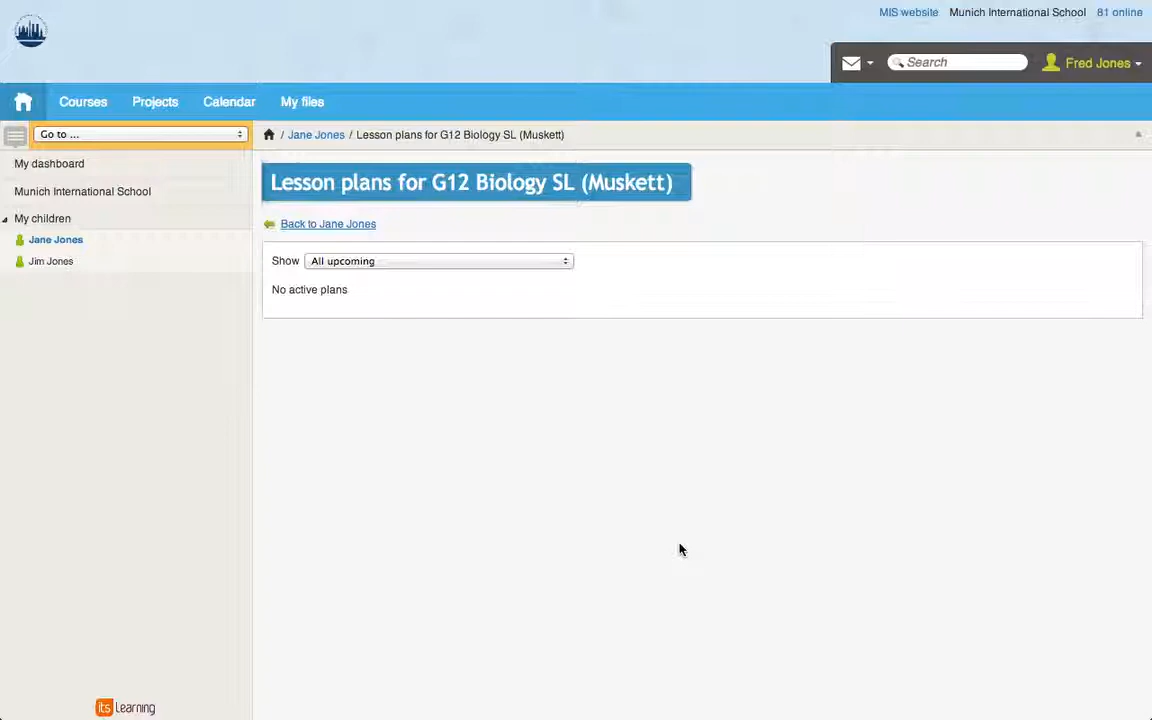 MIS website Munich International School 81 online
Search
Fred Jones
Courses Projects Calendar My files
Go to ...
/ Jane Jones / Lesson plans for G12 Biology SL (Muskett)
My dashboard
Munich International School
My children
Jane Jones
Jim Jones
Lesson plans for G12 Biology SL (Muskett)
Back to Jane Jones
Show All upcoming
No active plans
its Learning